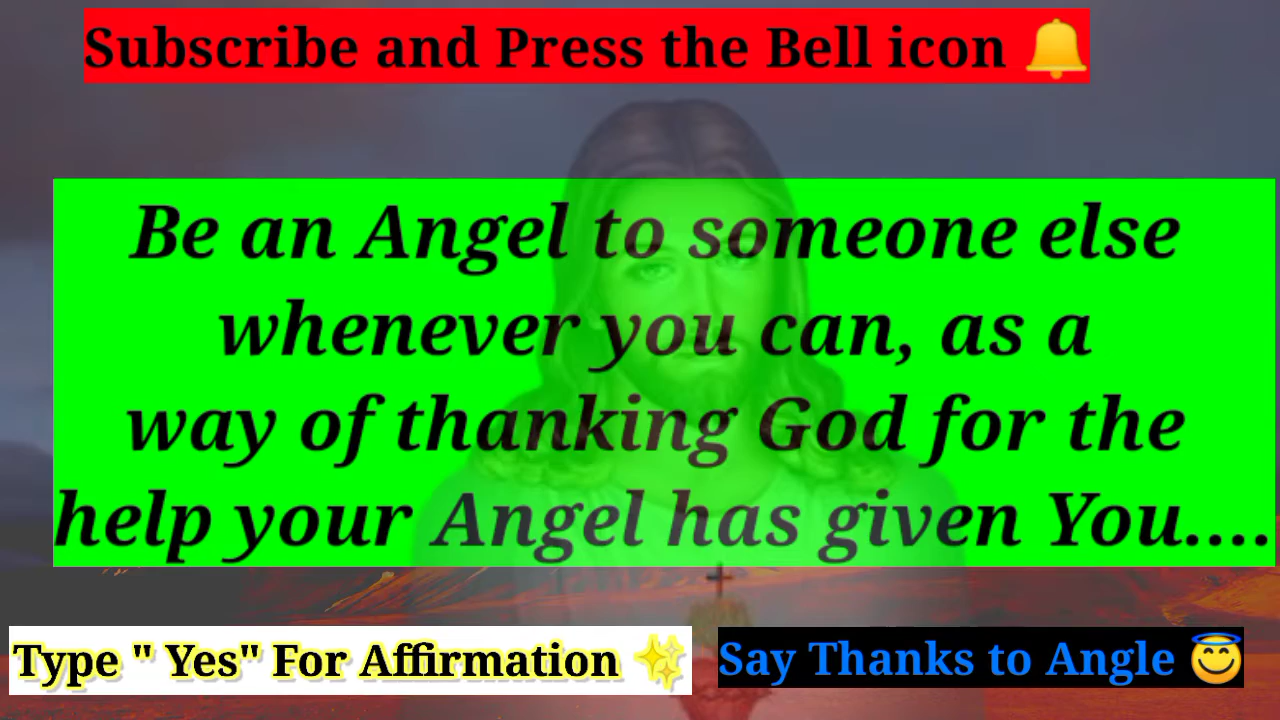 Subscribe and Press the Bell icon 🔔
Be an Angel to someone else
whenever you can, as a
way of thanking God for the
help your Angel has given You....
Type " Yes" For Affirmation ✨
Say Thanks to Angle 😇